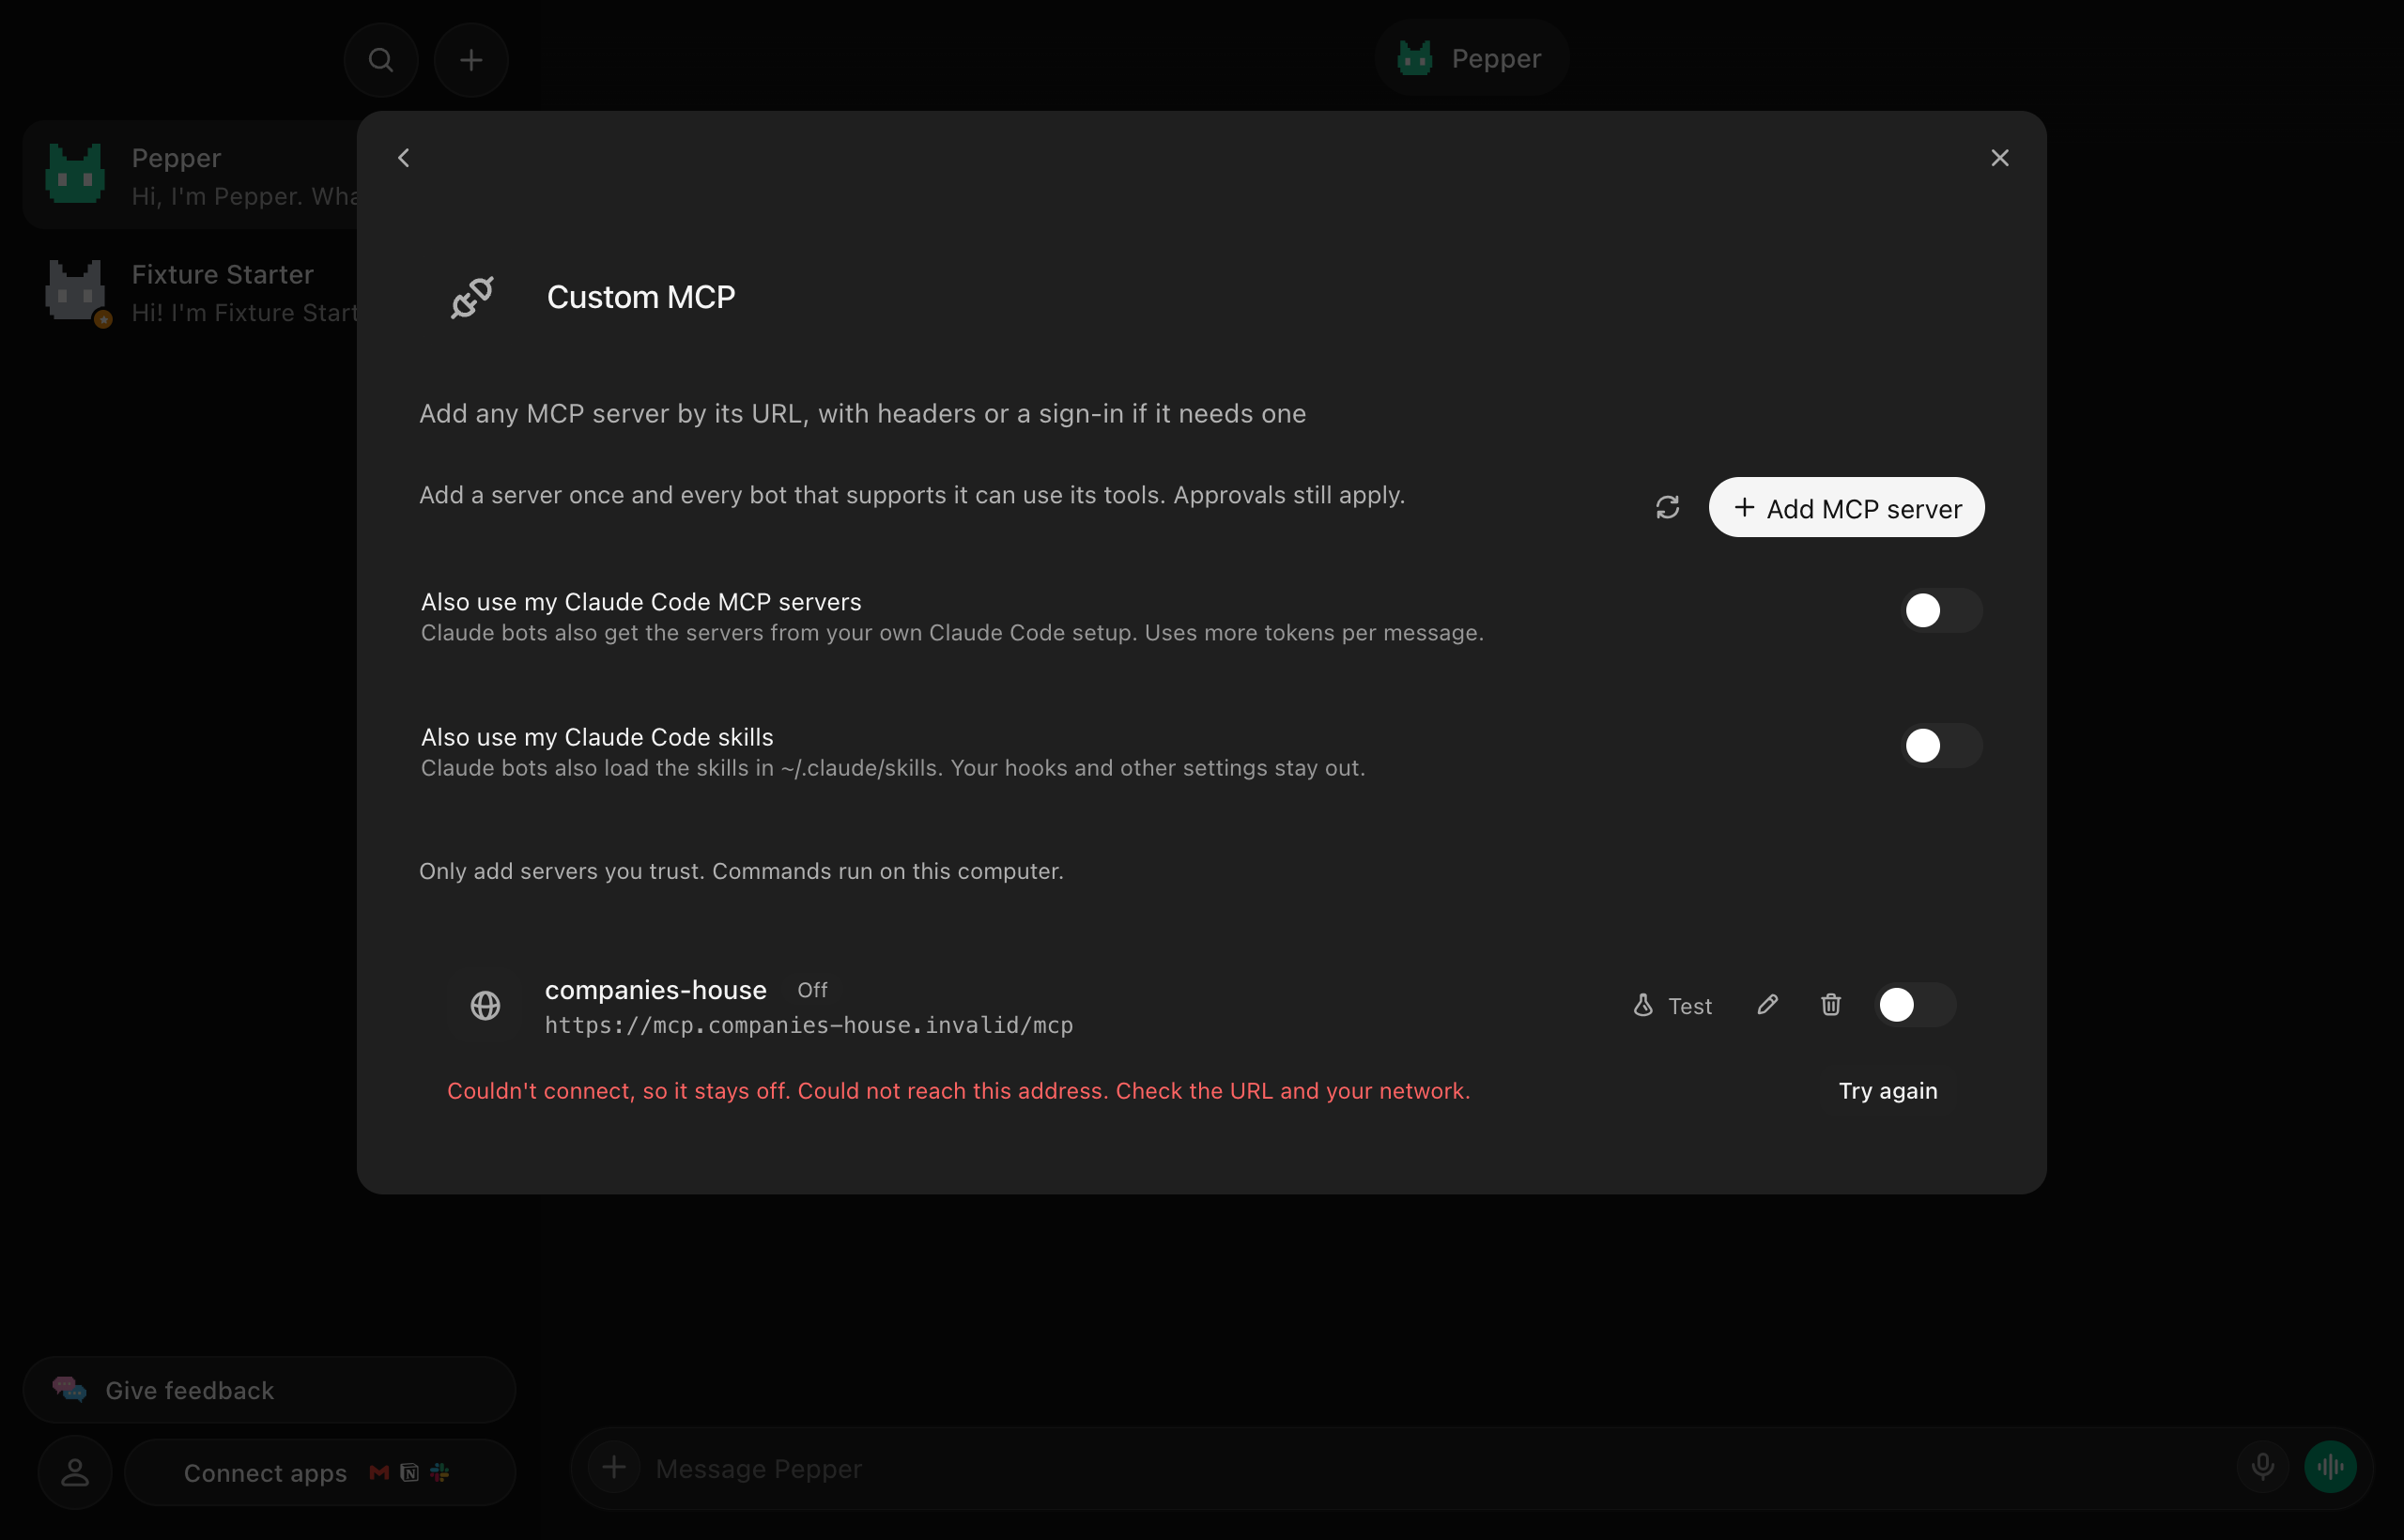 Pepper
Pepper
Hi, I'm Pepper. Wha
Fixture Starter
Hi! I'm Fixture Start
Custom MCP
Add any MCP server by its URL, with headers or a sign-in if it needs one
Add a server once and every bot that supports it can use its tools. Approvals still apply.
Add MCP server
Also use my Claude Code MCP servers
Claude bots also get the servers from your own Claude Code setup. Uses more tokens per message.
Also use my Claude Code skills
Claude bots also load the skills in ~/.claude/skills. Your hooks and other settings stay out.
Only add servers you trust. Commands run on this computer.
companies-house Off
https://mcp.companies-house.invalid/mcp
Test
Couldn't connect, so it stays off. Could not reach this address. Check the URL and your network.
Try again
Give feedback
Connect apps
Message Pepper